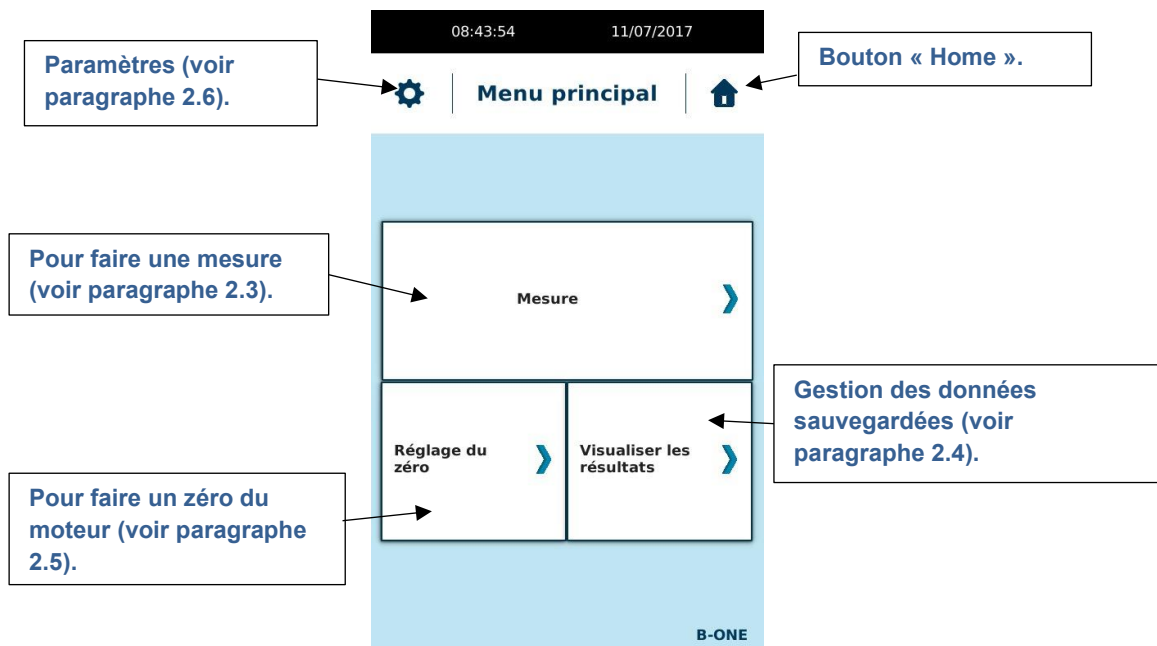 08:43:54 11/07/2017
Paramètres (voir
paragraphe 2.6).
Menu principal
Bouton « Home ».
Pour faire une mesure
(voir paragraphe 2.3).
Mesure
Gestion des données
sauvegardées (voir
paragraphe 2.4).
Réglage du
zéro
Visualiser les
résultats
Pour faire un zéro du
moteur (voir paragraphe
2.5).
B-ONE